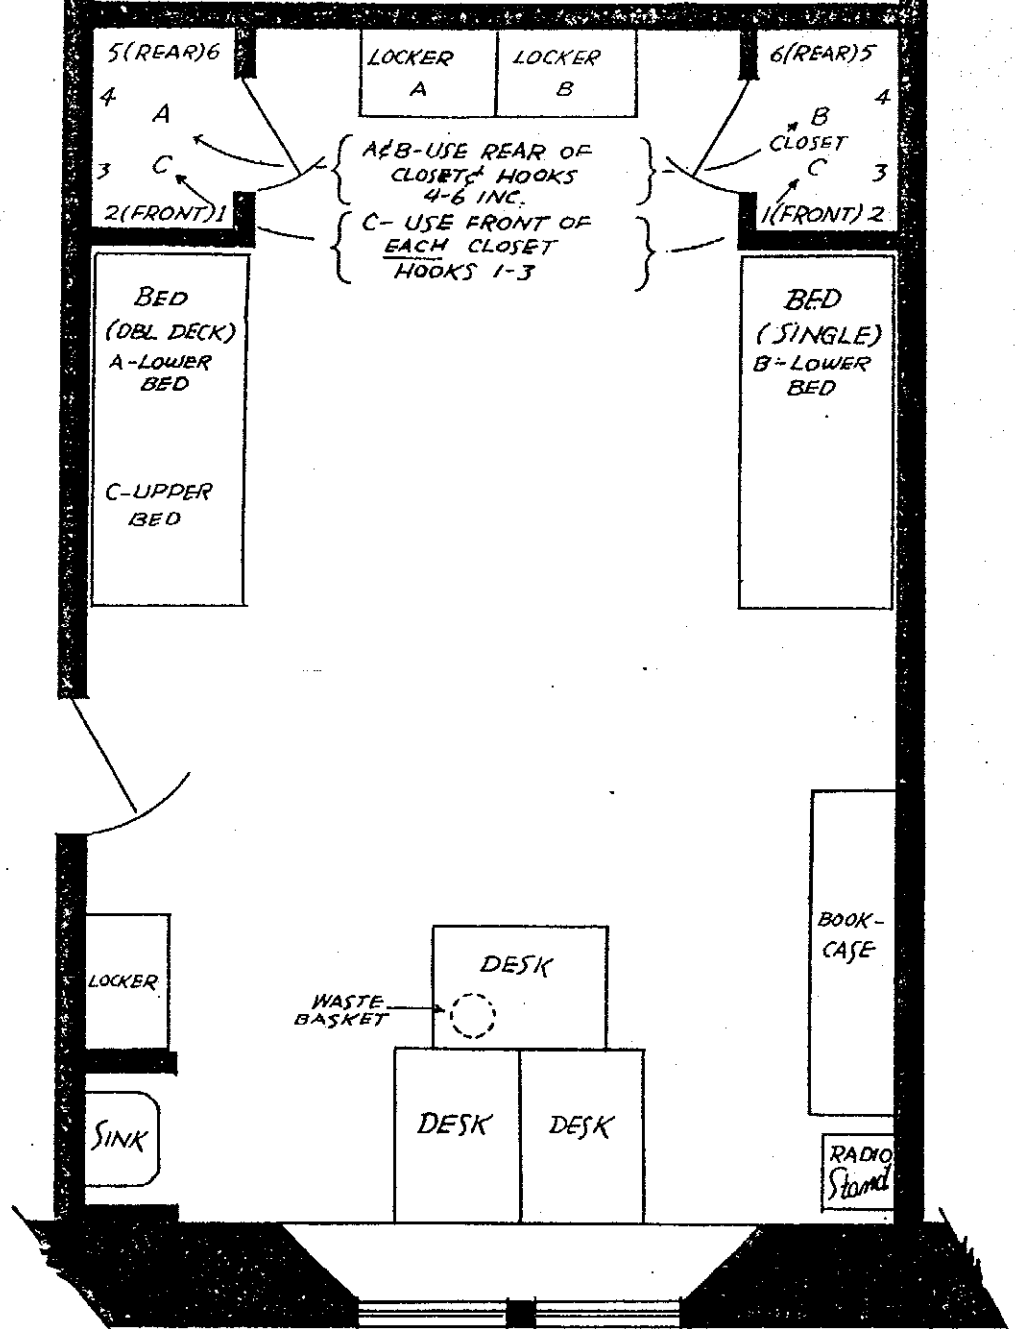 5(REAR)6
4
A
3
C
2(FRONT)1
LOCKER
A
LOCKER
B
6(REAR)5
4
B
CLOSET
C
3
1(FRONT)2
A&B-USE REAR OF
CLOSET & HOOKS
4-6 INC.
C- USE FRONT OF
EACH CLOSET
HOOKS 1-3
BED
(DBL DECK)
A-LOWER
BED
C-UPPER
BED
BED
(SINGLE)
B-LOWER
BED
LOCKER
SINK
WASTE
BASKET
DESK
DESK
DESK
BOOK-
CASE
RADIO
Stand